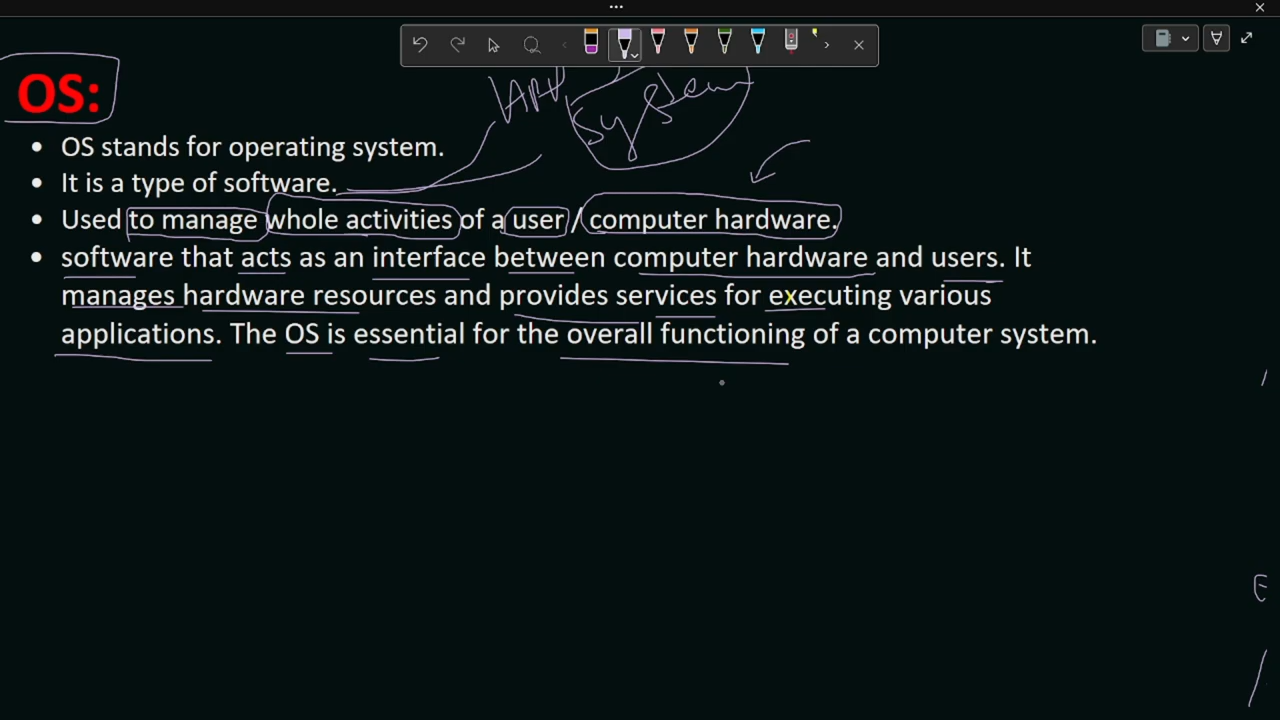 App
System
OS:
• OS stands for operating system.
• It is a type of software.
• Used to manage whole activities of a user / computer hardware.
• software that acts as an interface between computer hardware and users. It
manages hardware resources and provides services for executing various
applications. The OS is essential for the overall functioning of a computer system.
E